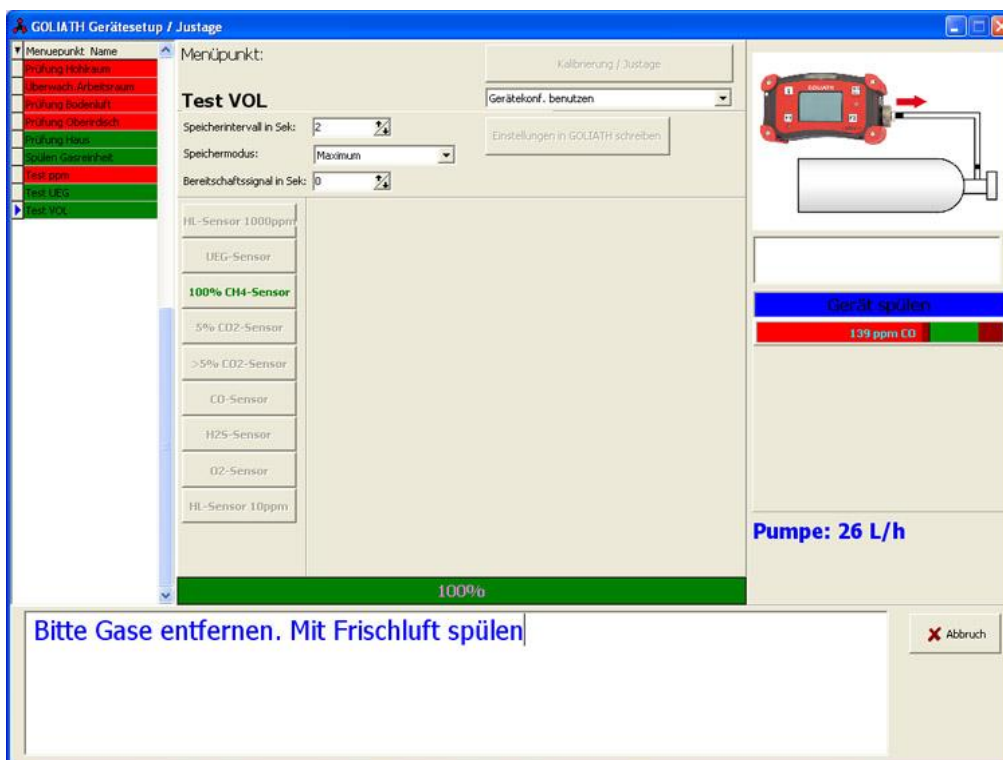 GOLIATH Gerätesetup / Justage
Menuepunkt Name
Prüfung Hohlraum
Überwach Arbeitsraum
Prüfung Bodenluft
Prüfung Oberirdisch
Prüfung Haus
Spülen Gasreinheit
Test ppm
Test UEG
Test VOL
Menüpunkt:
Kalibrierung / Justage
Test VOL
Gerätekonf. benutzen
Speicherintervall in Sek:
2
Einstellungen in GOLIATH schreiben
Speichermodus:
Maximum
Bereitschaftssignal in Sek:
0
HL-Sensor 1000ppm
UEG-Sensor
100% CH4-Sensor
5% CO2-Sensor
>5% CO2-Sensor
CO-Sensor
H2S-Sensor
O2-Sensor
HL-Sensor 10ppm
100%
GOLIATH
Gerät spülen
139 ppm CO
Pumpe: 26 L/h
Bitte Gase entfernen. Mit Frischluft spülen
Abbruch